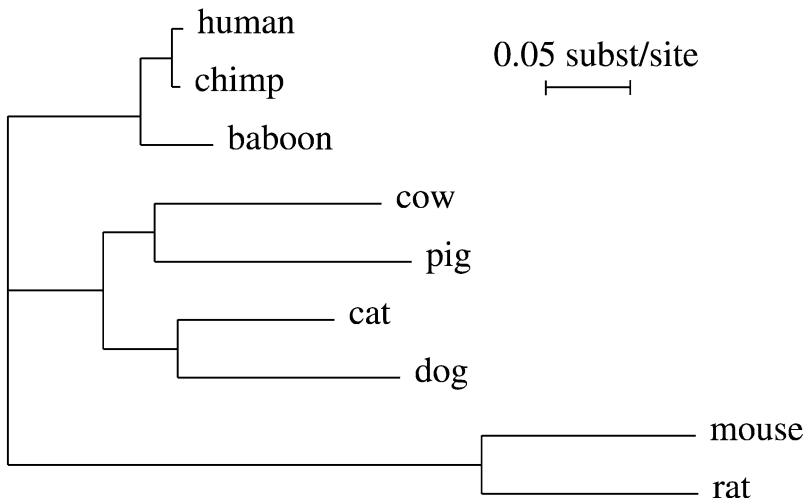 human
0.05 subst/site
chimp
baboon
cow
pig
cat
dog
mouse
rat